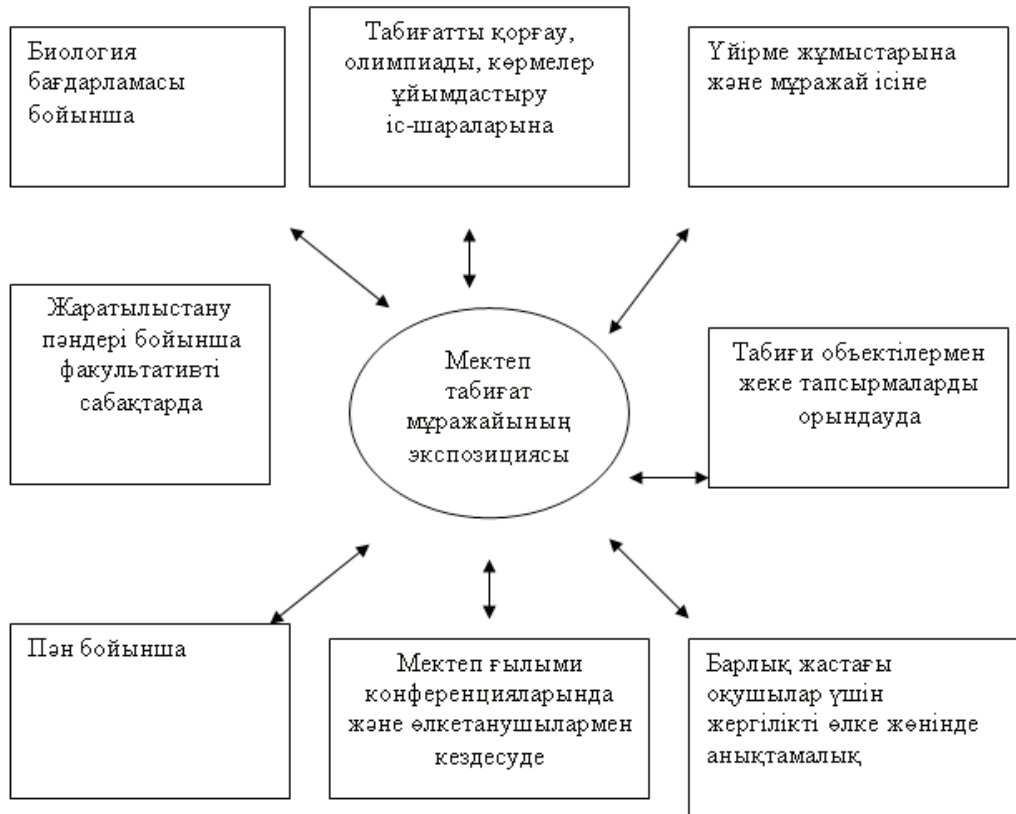 Биология
бағдарламасы
бойынша
Табиғатты қорғау,
олимпиады, көрмелер
ұйымдастыру
іс-шараларына
Үйірме жұмыстарына
және мұражай ісіне
Жаратылыстану
пәндері бойынша
факультативті
сабақтарда
Мектеп
табиғат
мұражайының
экспозициясы
Табиғи объектілермен
жеке тапсырмаларды
орындауда
Пән бойынша
Мектеп ғылыми
конференцияларында
және өлкетанушылармен
кездесуде
Барлық жастағы
оқушылар үшін
жергілікті өлке жөнінде
анықтамалық